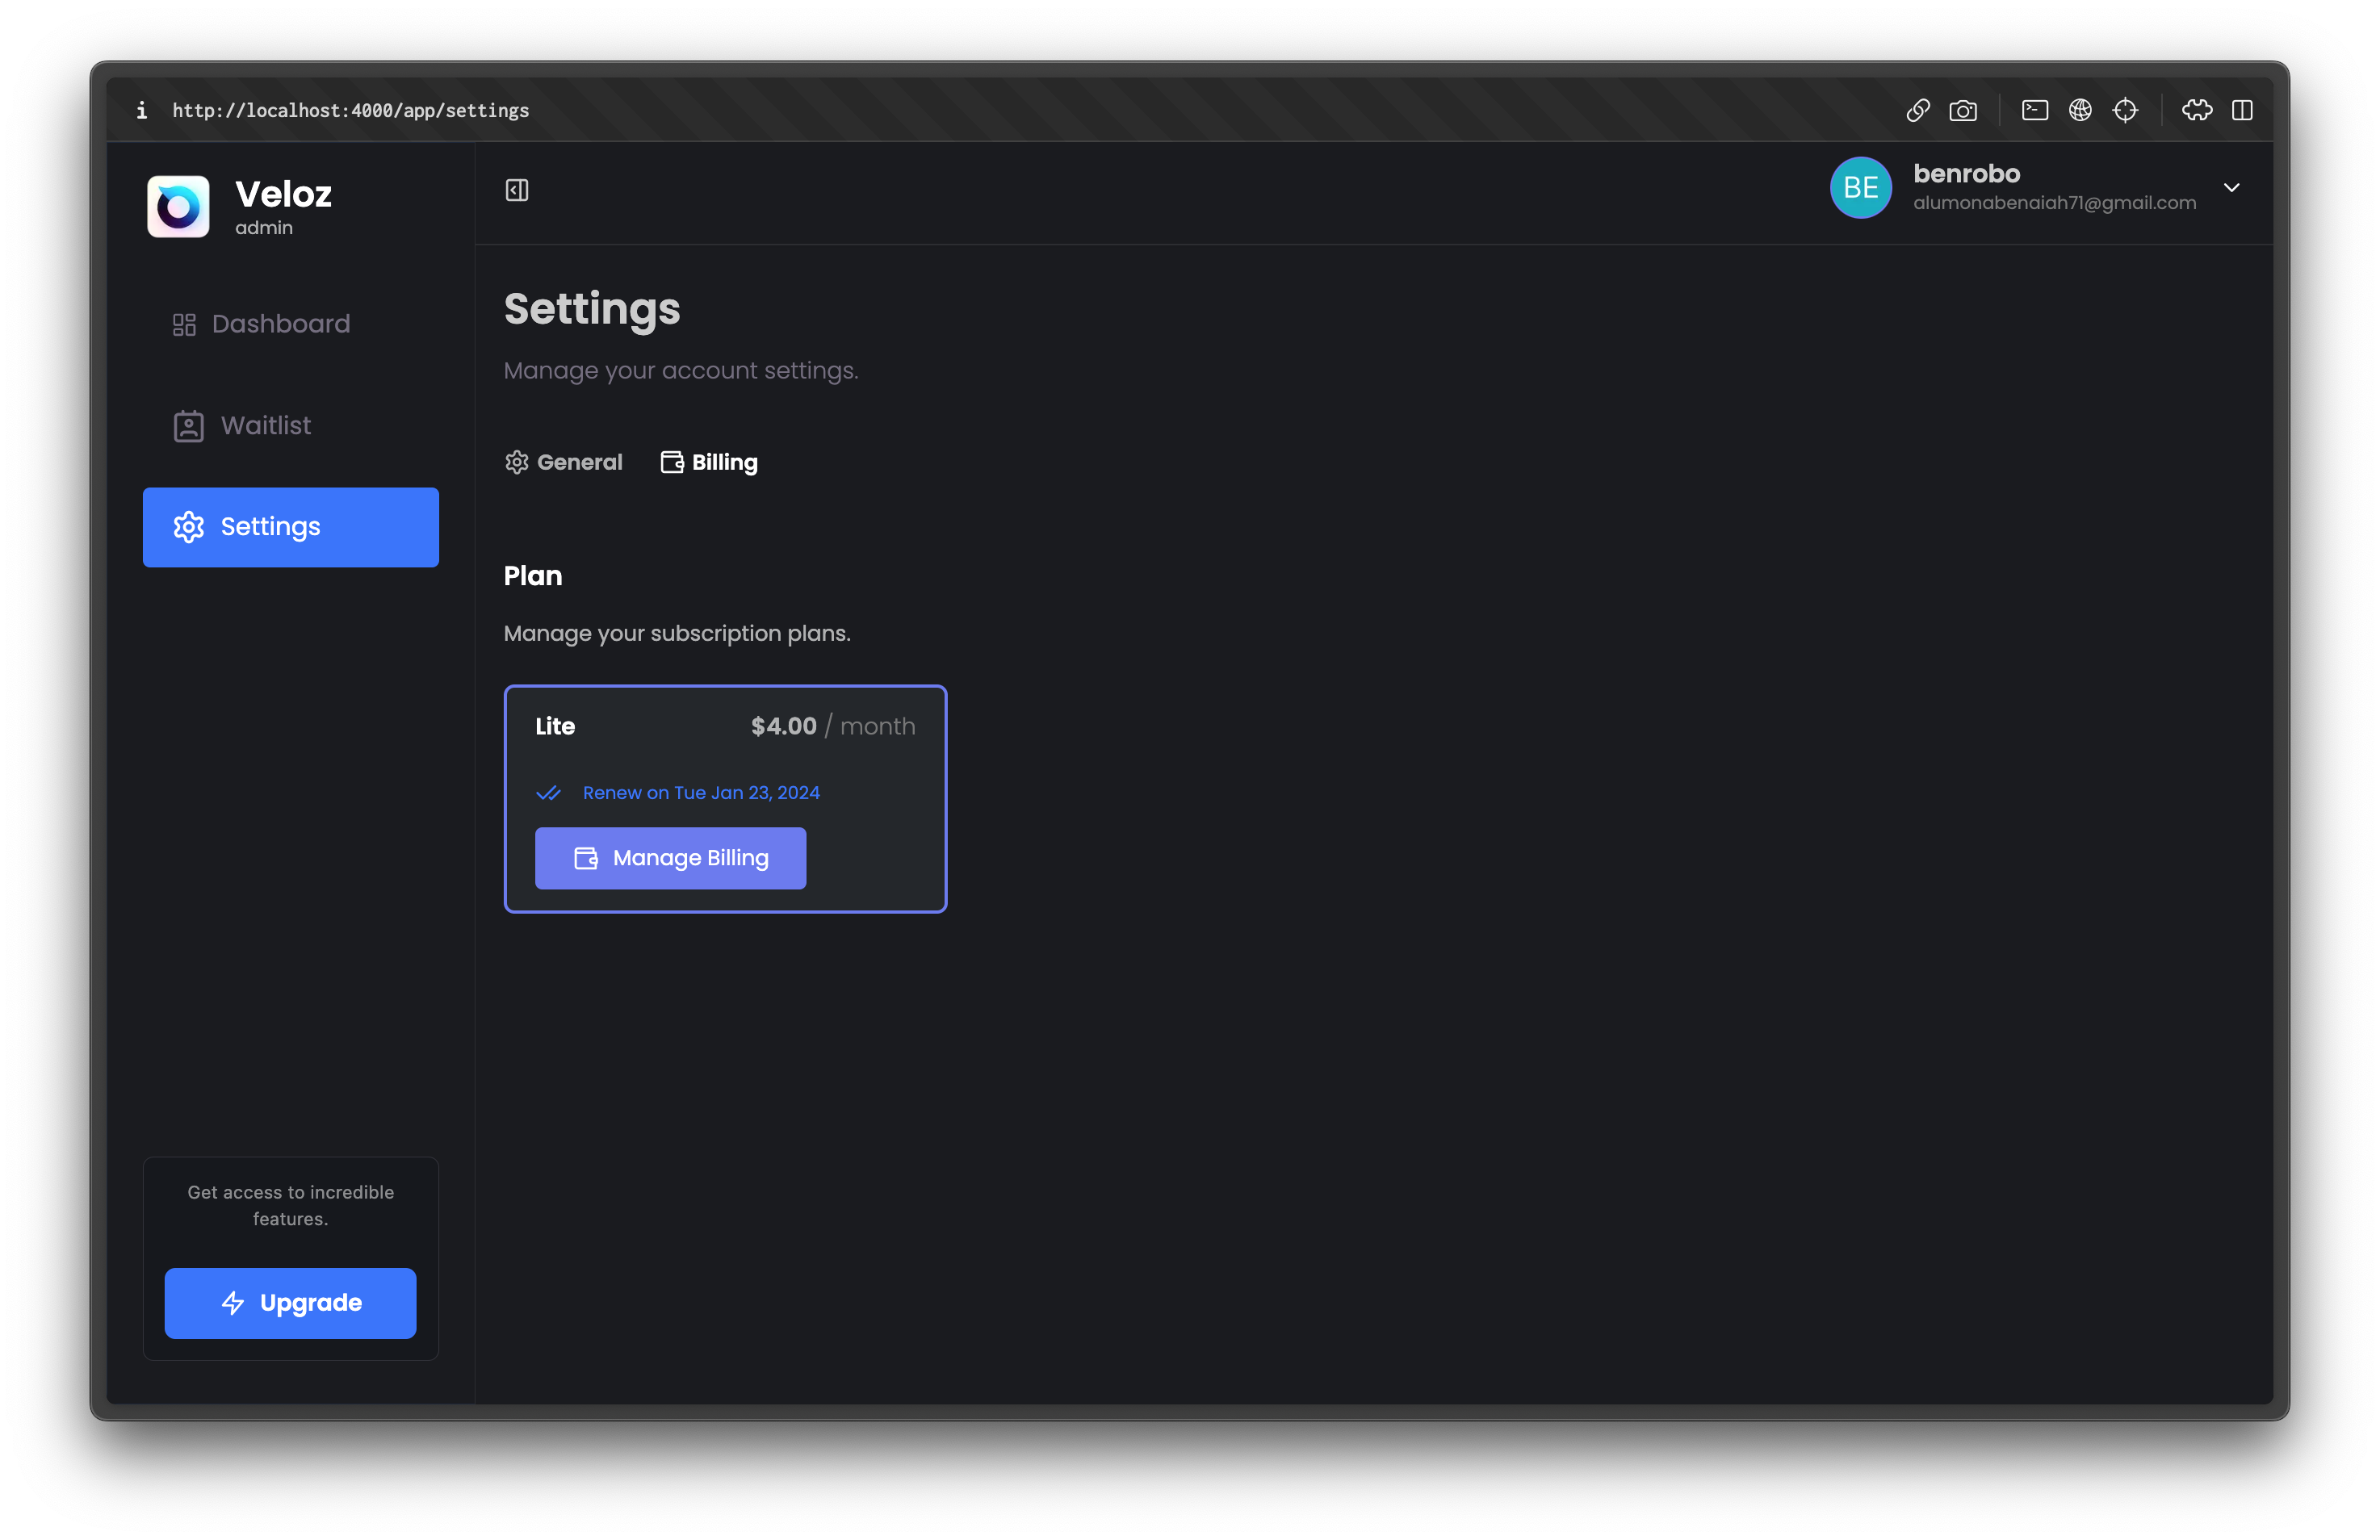 http://localhost:4000/app/settings
Veloz
admin
BE
benrobo
alumonabenaiah71@gmail.com
Dashboard
Waitlist
Settings
Settings
Manage your account settings.
General
Billing
Plan
Manage your subscription plans.
Lite
$4.00 / month
Renew on Tue Jan 23, 2024
Manage Billing
Get access to incredible
features.
Upgrade